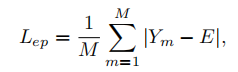 L_{ep} = \frac{1}{M} \sum_{m=1}^{M} |Y_m - E|,